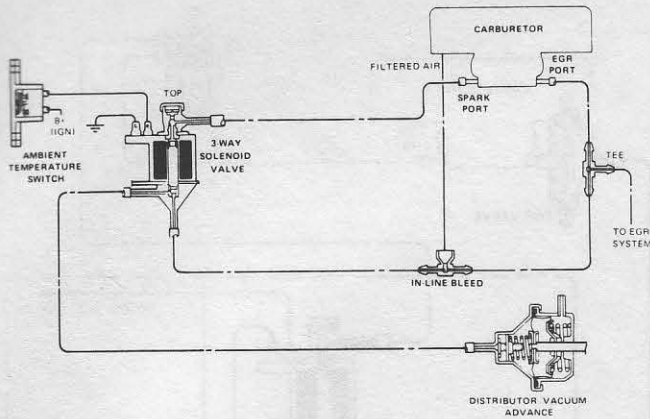 CARBURETOR
FILTERED AIR
EGR
PORT
SPARK
PORT
TOP
B+
(IGN)
3-WAY
SOLENOID
VALVE
AMBIENT
TEMPERATURE
SWITCH
TEE
TO EGR
SYSTEM
IN-LINE BLEED
DISTRIBUTOR VACUUM
ADVANCE